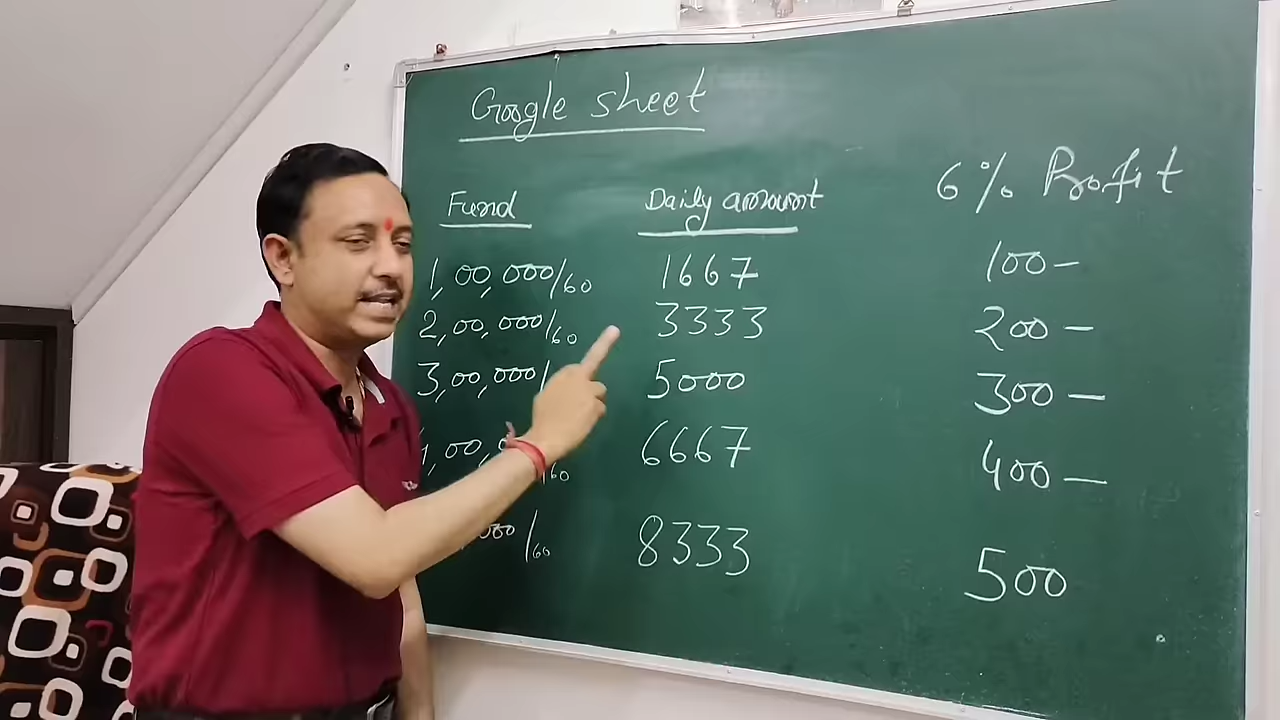 Google sheet
Fund Daily amount 6% Profit
1,00,000/60 1667 100-
2,00,000/60 3333 200-
3,00,000/ 5000 300-
,00, /60 6667 400-
000/60 8333 500